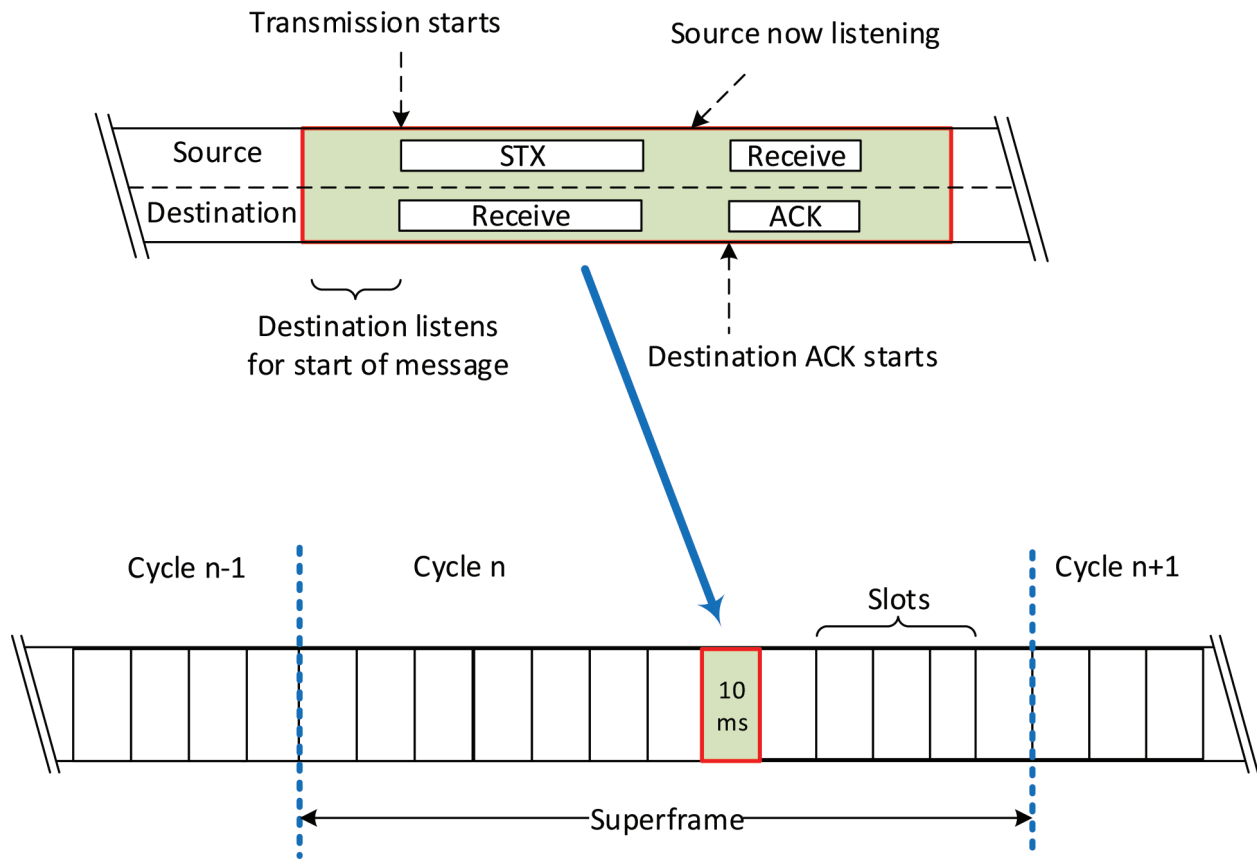 Transmission starts
Source now listening
Source
STX
Receive
Destination
Receive
ACK
Destination listens
for start of message
Destination ACK starts
Cycle n-1
Cycle n
Cycle n+1
Slots
10
ms
Superframe